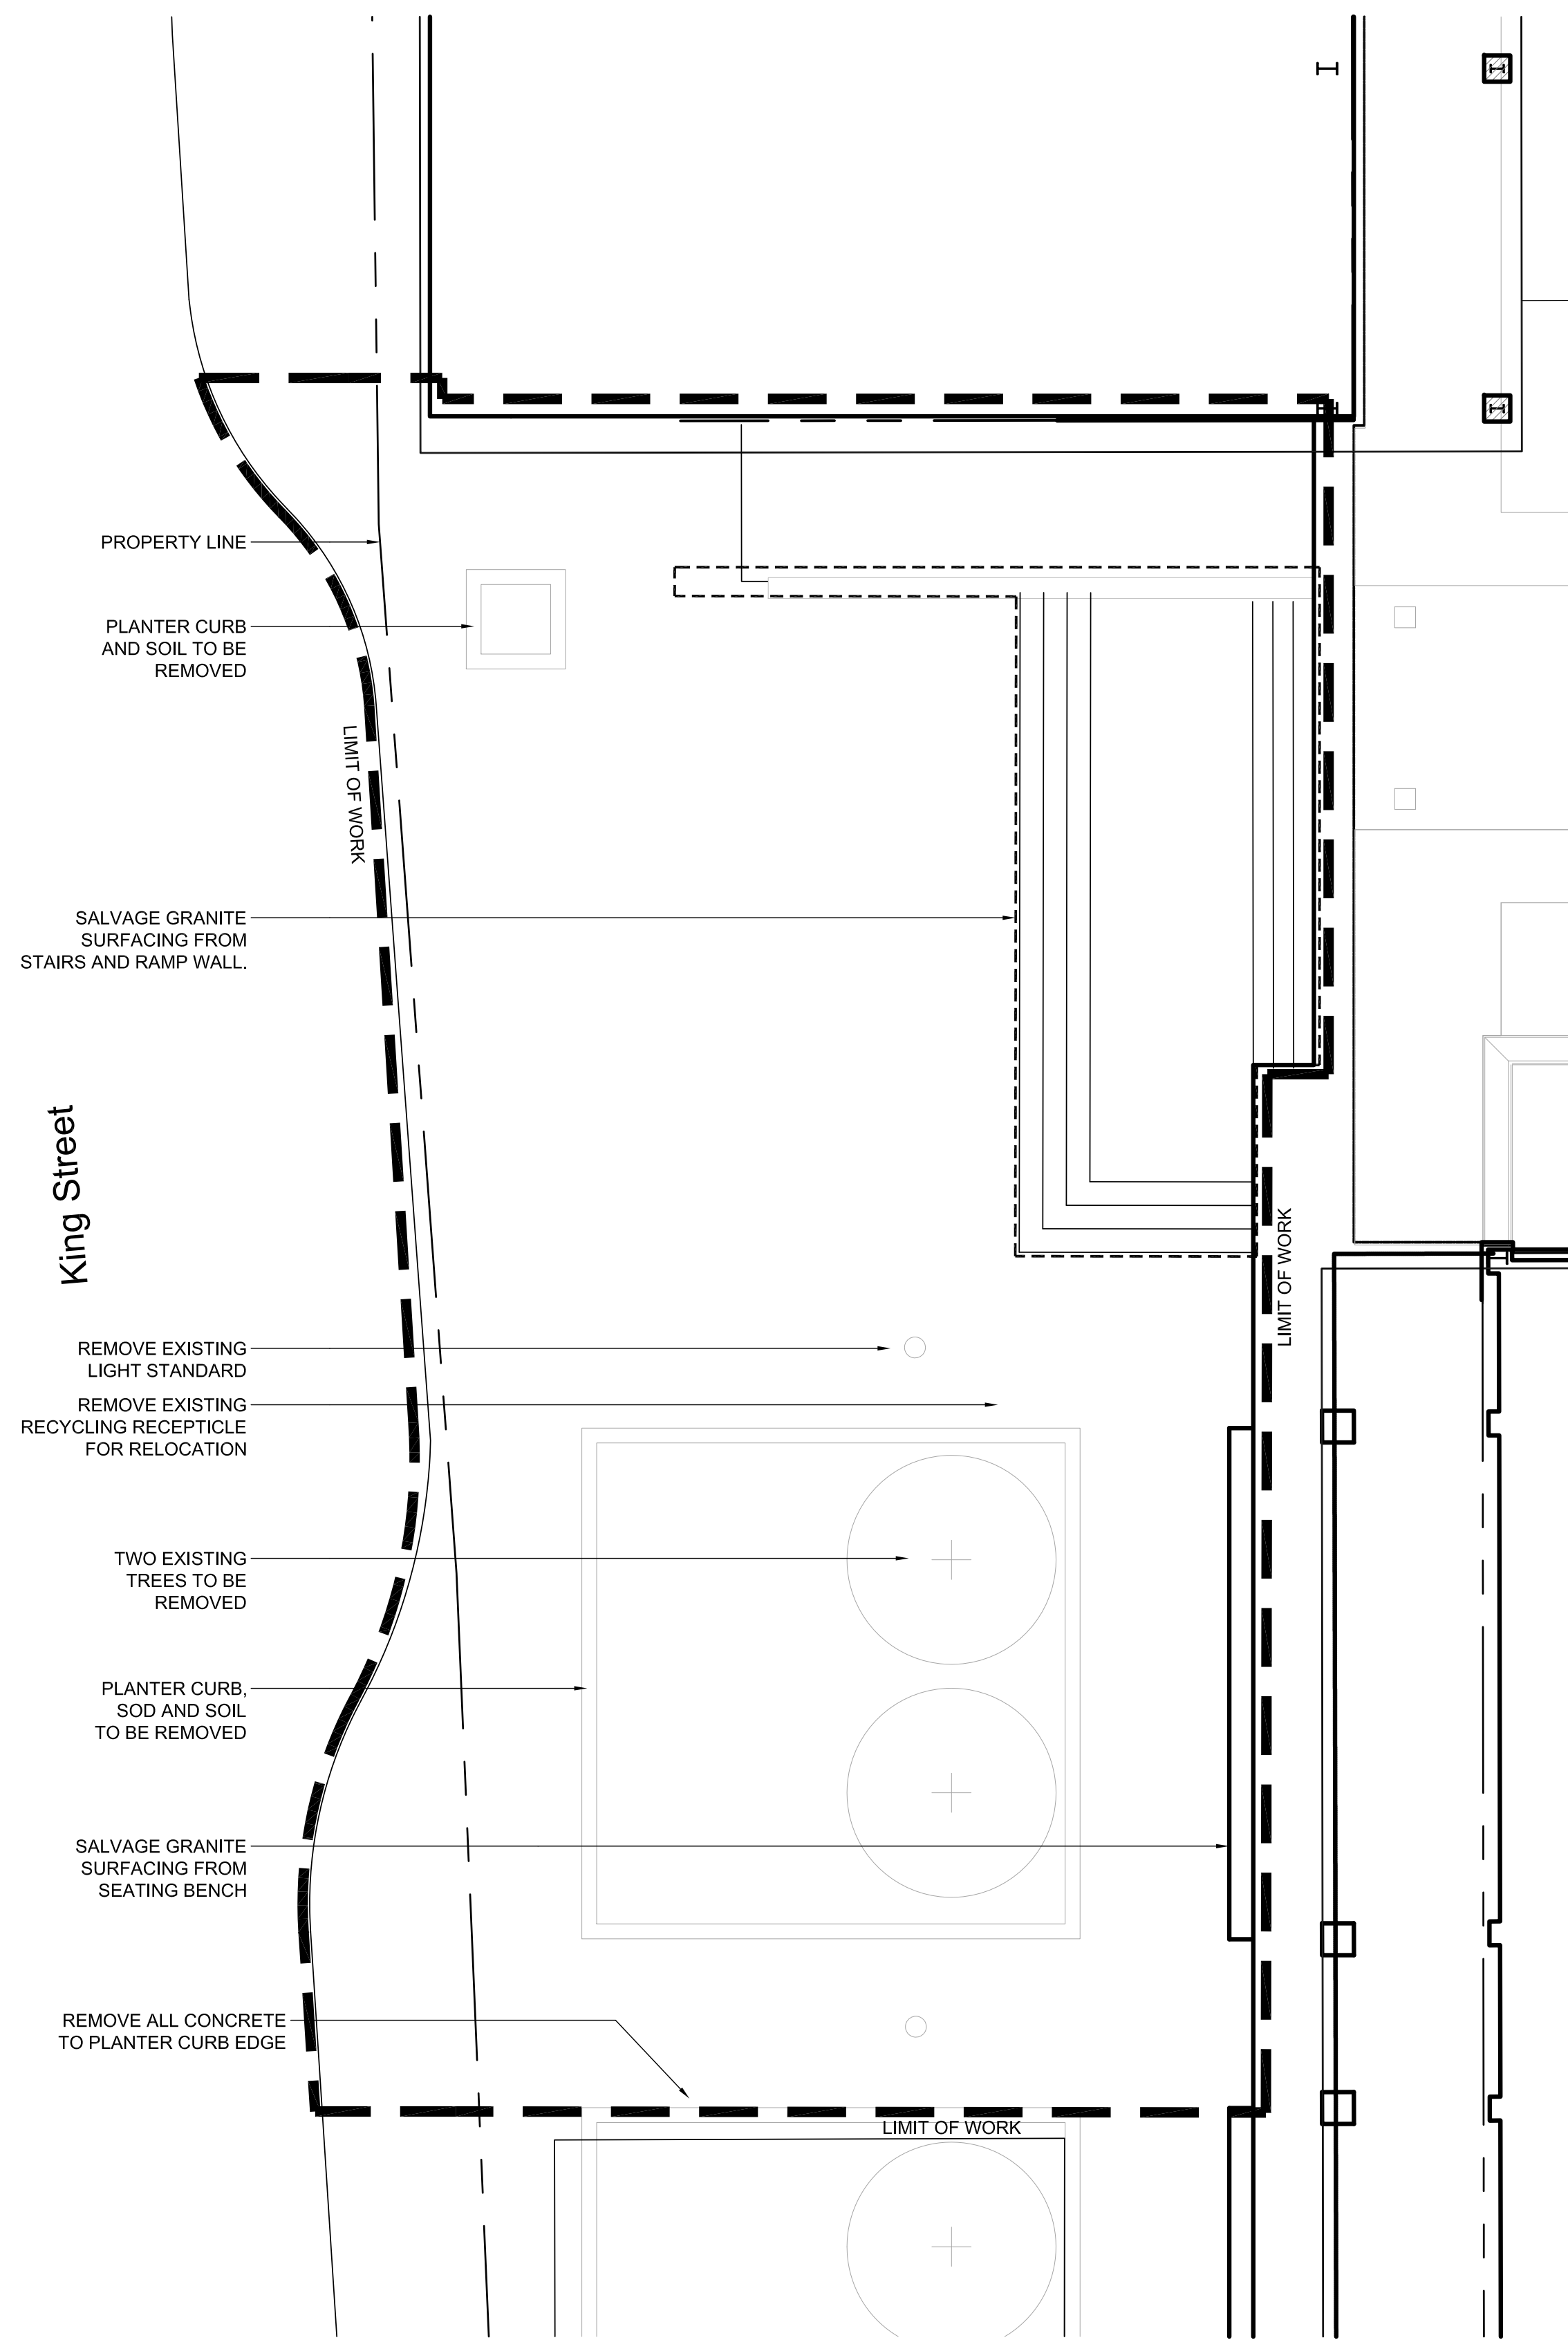 PROPERTY LINE
PLANTER CURB
AND SOIL TO BE
REMOVED
LIMIT OF WORK
SALVAGE GRANITE
SURFACING FROM
STAIRS AND RAMP WALL.
King Street
LIMIT OF WORK
REMOVE EXISTING
LIGHT STANDARD
REMOVE EXISTING
RECYCLING RECEPTICLE
FOR RELOCATION
TWO EXISTING
TREES TO BE
REMOVED
PLANTER CURB,
SOD AND SOIL
TO BE REMOVED
SALVAGE GRANITE
SURFACING FROM
SEATING BENCH
REMOVE ALL CONCRETE
TO PLANTER CURB EDGE
LIMIT OF WORK